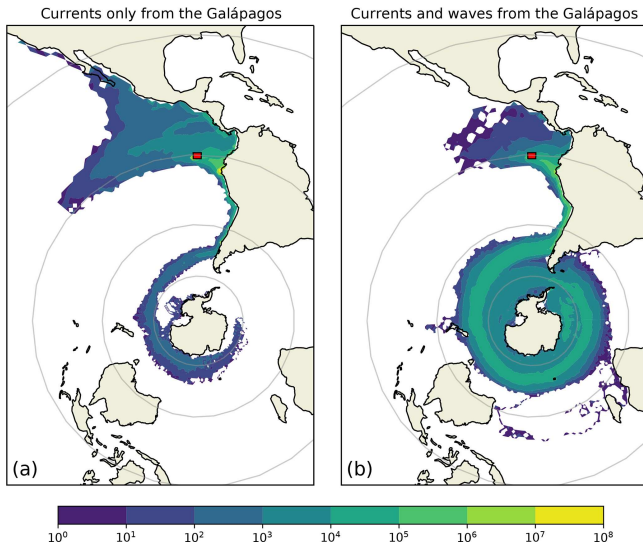 Currents only from the Galápagos
Currents and waves from the Galápagos
(a)
(b)
10⁰ 10¹ 10² 10³ 10⁴ 10⁵ 10⁶ 10⁷ 10⁸